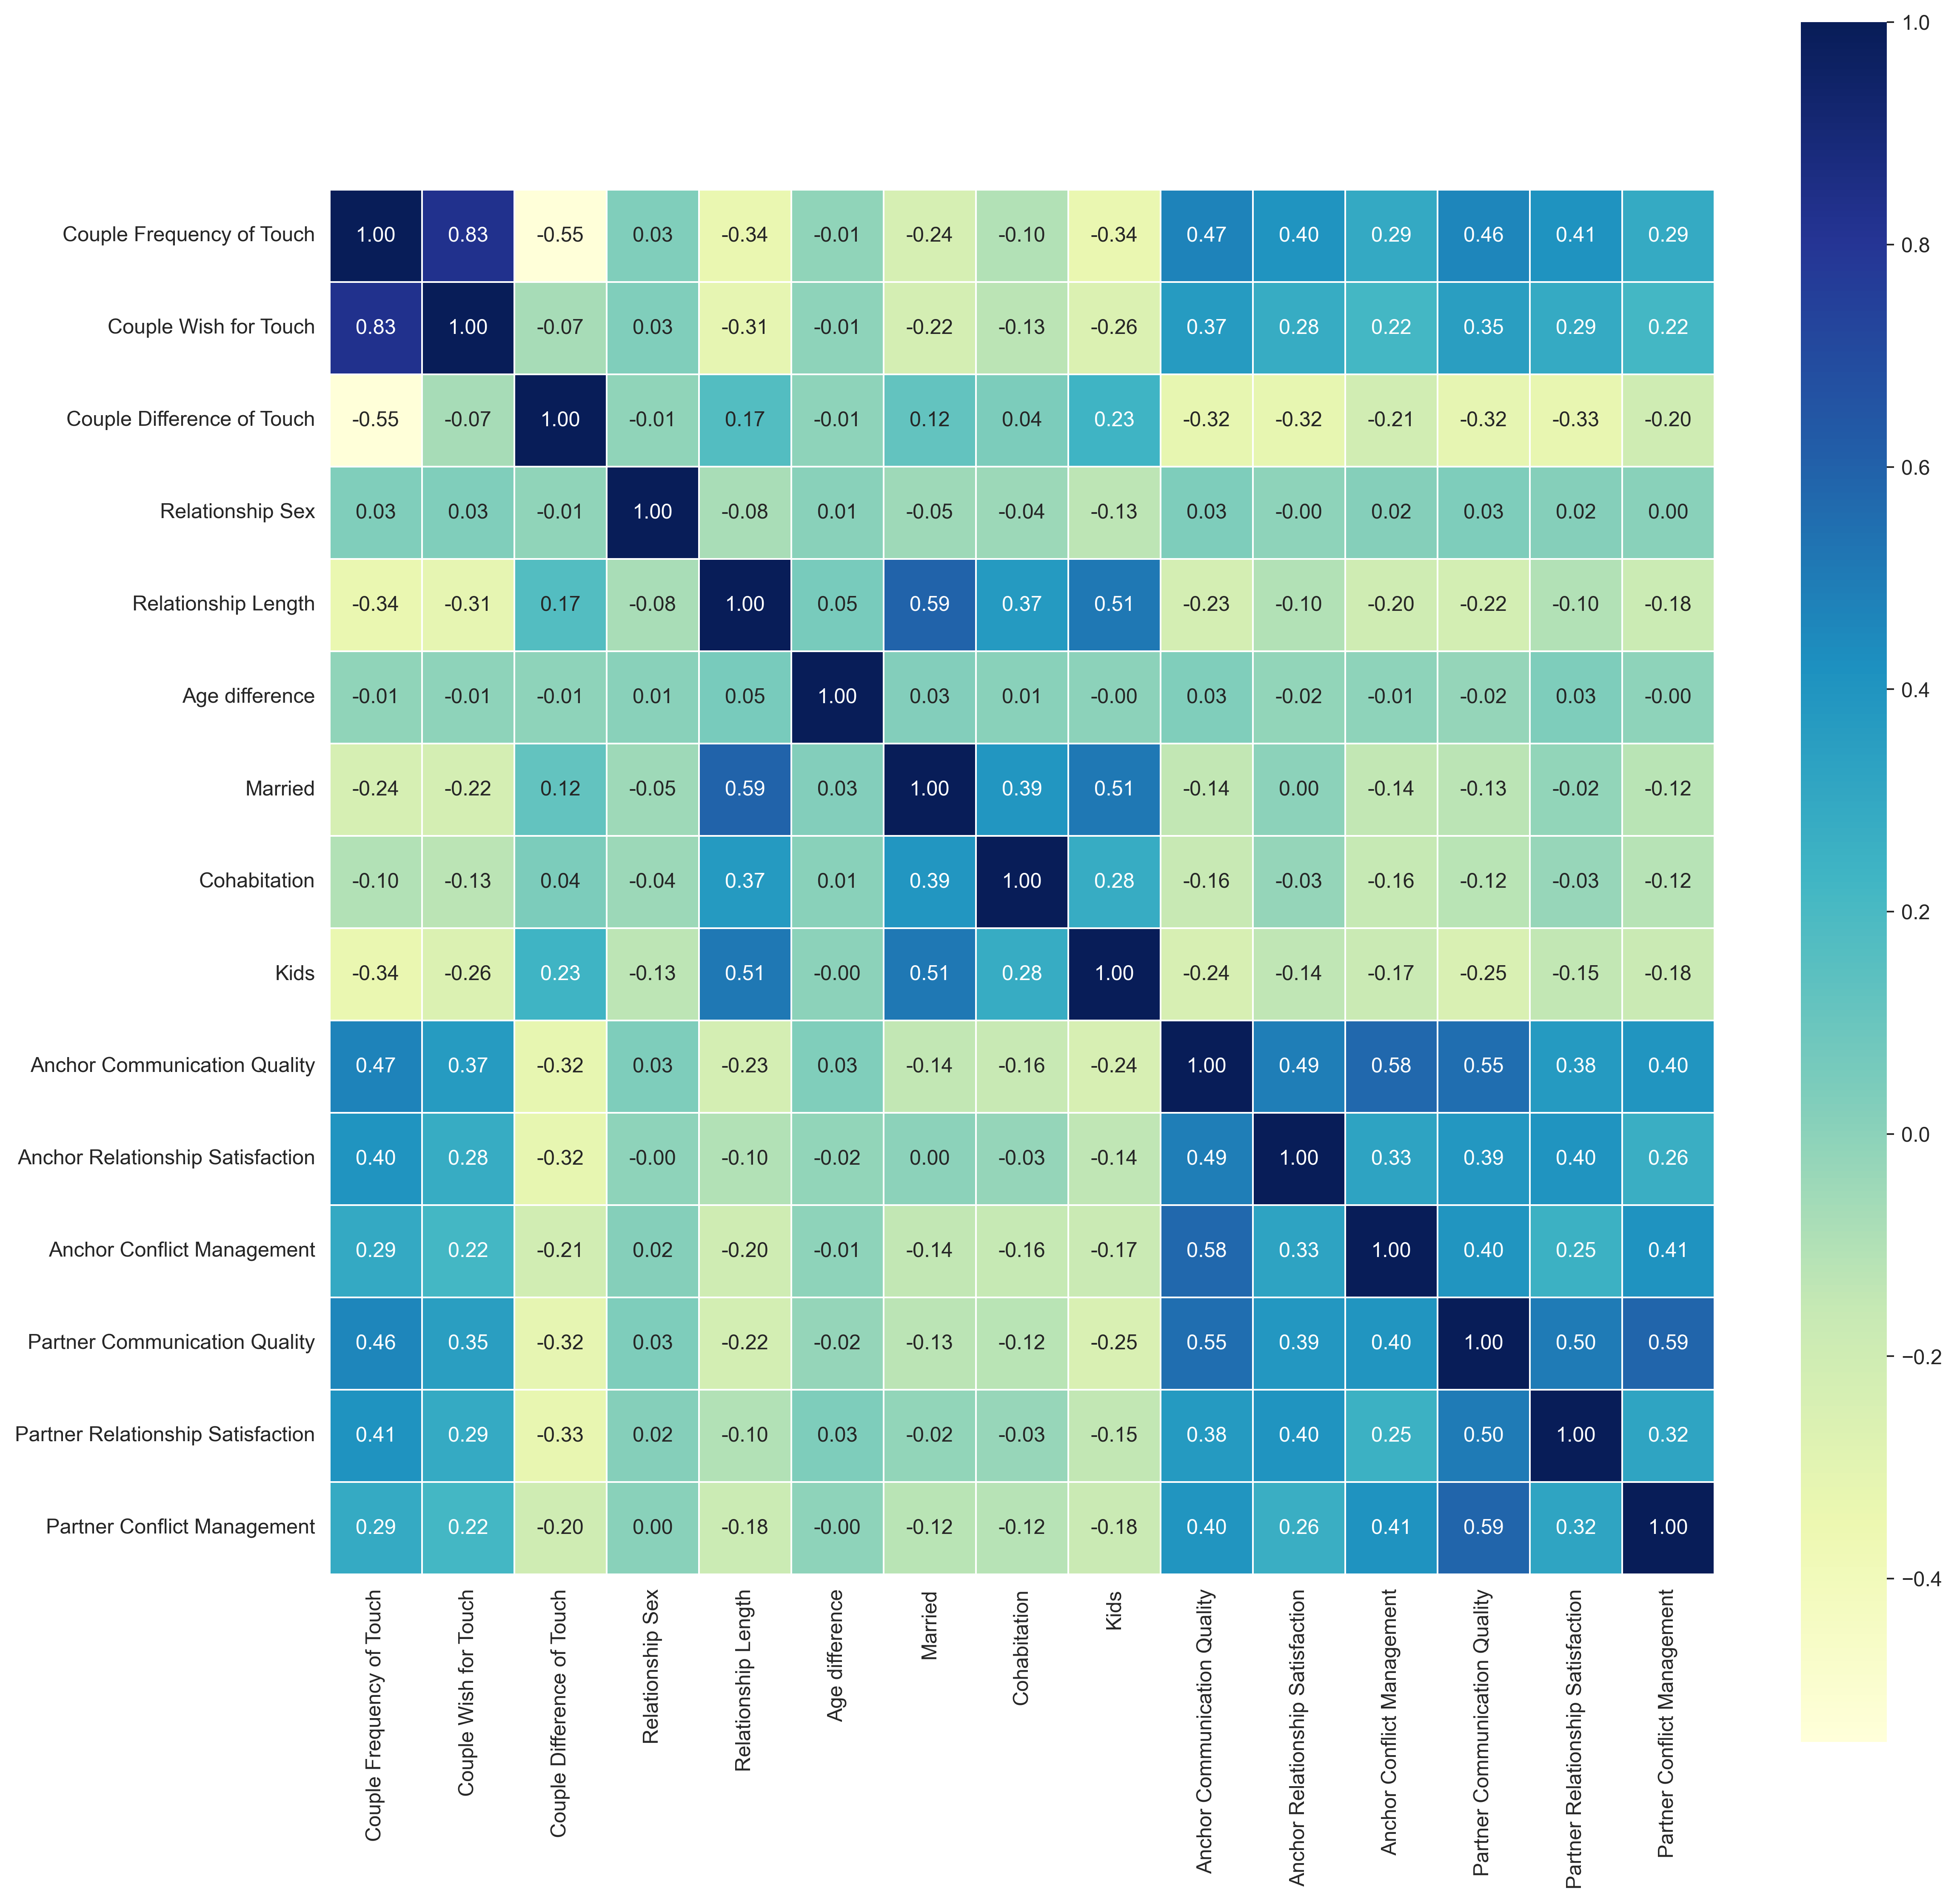 1.0
Couple Frequency of Touch 1.00 0.83 -0.55 0.03 -0.34 -0.01 -0.24 -0.10 -0.34 0.47 0.40 0.29 0.46 0.41 0.29
0.8
Couple Wish for Touch 0.83 1.00 -0.07 0.03 -0.31 -0.01 -0.22 -0.13 -0.26 0.37 0.28 0.22 0.35 0.29 0.22
Couple Difference of Touch -0.55 -0.07 1.00 -0.01 0.17 -0.01 0.12 0.04 0.23 -0.32 -0.32 -0.21 -0.32 -0.33 -0.20
0.6
Relationship Sex 0.03 0.03 -0.01 1.00 -0.08 0.01 -0.05 -0.04 -0.13 0.03 -0.00 0.02 0.03 0.02 0.00
Relationship Length -0.34 -0.31 0.17 -0.08 1.00 0.05 0.59 0.37 0.51 -0.23 -0.10 -0.20 -0.22 -0.10 -0.18
0.4
Age difference -0.01 -0.01 -0.01 0.01 0.05 1.00 0.03 0.01 -0.00 0.03 -0.02 -0.01 -0.02 0.03 -0.00
Married -0.24 -0.22 0.12 -0.05 0.59 0.03 1.00 0.39 0.51 -0.14 0.00 -0.14 -0.13 -0.02 -0.12
Cohabitation -0.10 -0.13 0.04 -0.04 0.37 0.01 0.39 1.00 0.28 -0.16 -0.03 -0.16 -0.12 -0.03 -0.12
0.2
Kids -0.34 -0.26 0.23 -0.13 0.51 -0.00 0.51 0.28 1.00 -0.24 -0.14 -0.17 -0.25 -0.15 -0.18
Anchor Communication Quality 0.47 0.37 -0.32 0.03 -0.23 0.03 -0.14 -0.16 -0.24 1.00 0.49 0.58 0.55 0.38 0.40
0.0
Anchor Relationship Satisfaction 0.40 0.28 -0.32 -0.00 -0.10 -0.02 0.00 -0.03 -0.14 0.49 1.00 0.33 0.39 0.40 0.26
Anchor Conflict Management 0.29 0.22 -0.21 0.02 -0.20 -0.01 -0.14 -0.16 -0.17 0.58 0.33 1.00 0.40 0.25 0.41
Partner Communication Quality 0.46 0.35 -0.32 0.03 -0.22 -0.02 -0.13 -0.12 -0.25 0.55 0.39 0.40 1.00 0.50 0.59
−0.2
Partner Relationship Satisfaction 0.41 0.29 -0.33 0.02 -0.10 0.03 -0.02 -0.03 -0.15 0.38 0.40 0.25 0.50 1.00 0.32
Partner Conflict Management 0.29 0.22 -0.20 0.00 -0.18 -0.00 -0.12 -0.12 -0.18 0.40 0.26 0.41 0.59 0.32 1.00
−0.4
Couple Frequency of Touch
Couple Wish for Touch
Couple Difference of Touch
Relationship Sex
Relationship Length
Age difference
Married
Cohabitation
Kids
Anchor Communication Quality
Anchor Relationship Satisfaction
Anchor Conflict Management
Partner Communication Quality
Partner Relationship Satisfaction
Partner Conflict Management